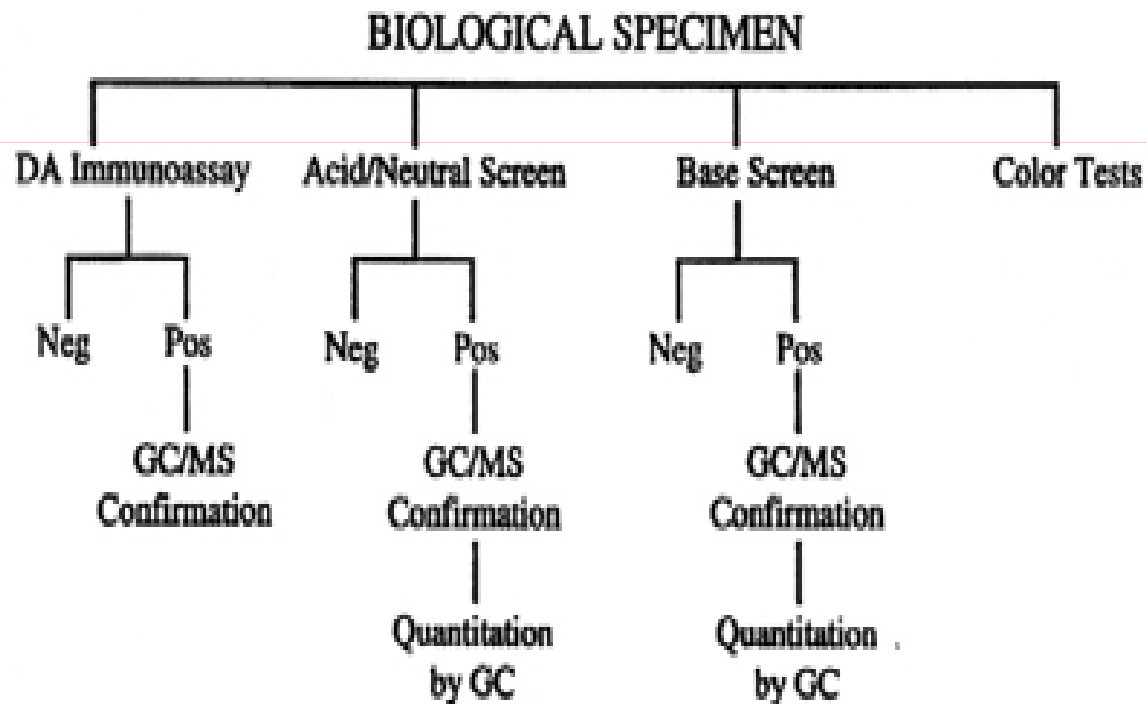 BIOLOGICAL SPECIMEN
DA Immunoassay
Acid/Neutral Screen
Base Screen
Color Tests
Neg
Pos
Neg
Pos
Neg
Pos
GC/MS
Confirmation
GC/MS
Confirmation
GC/MS
Confirmation
Quantitation
by GC
Quantitation
by GC